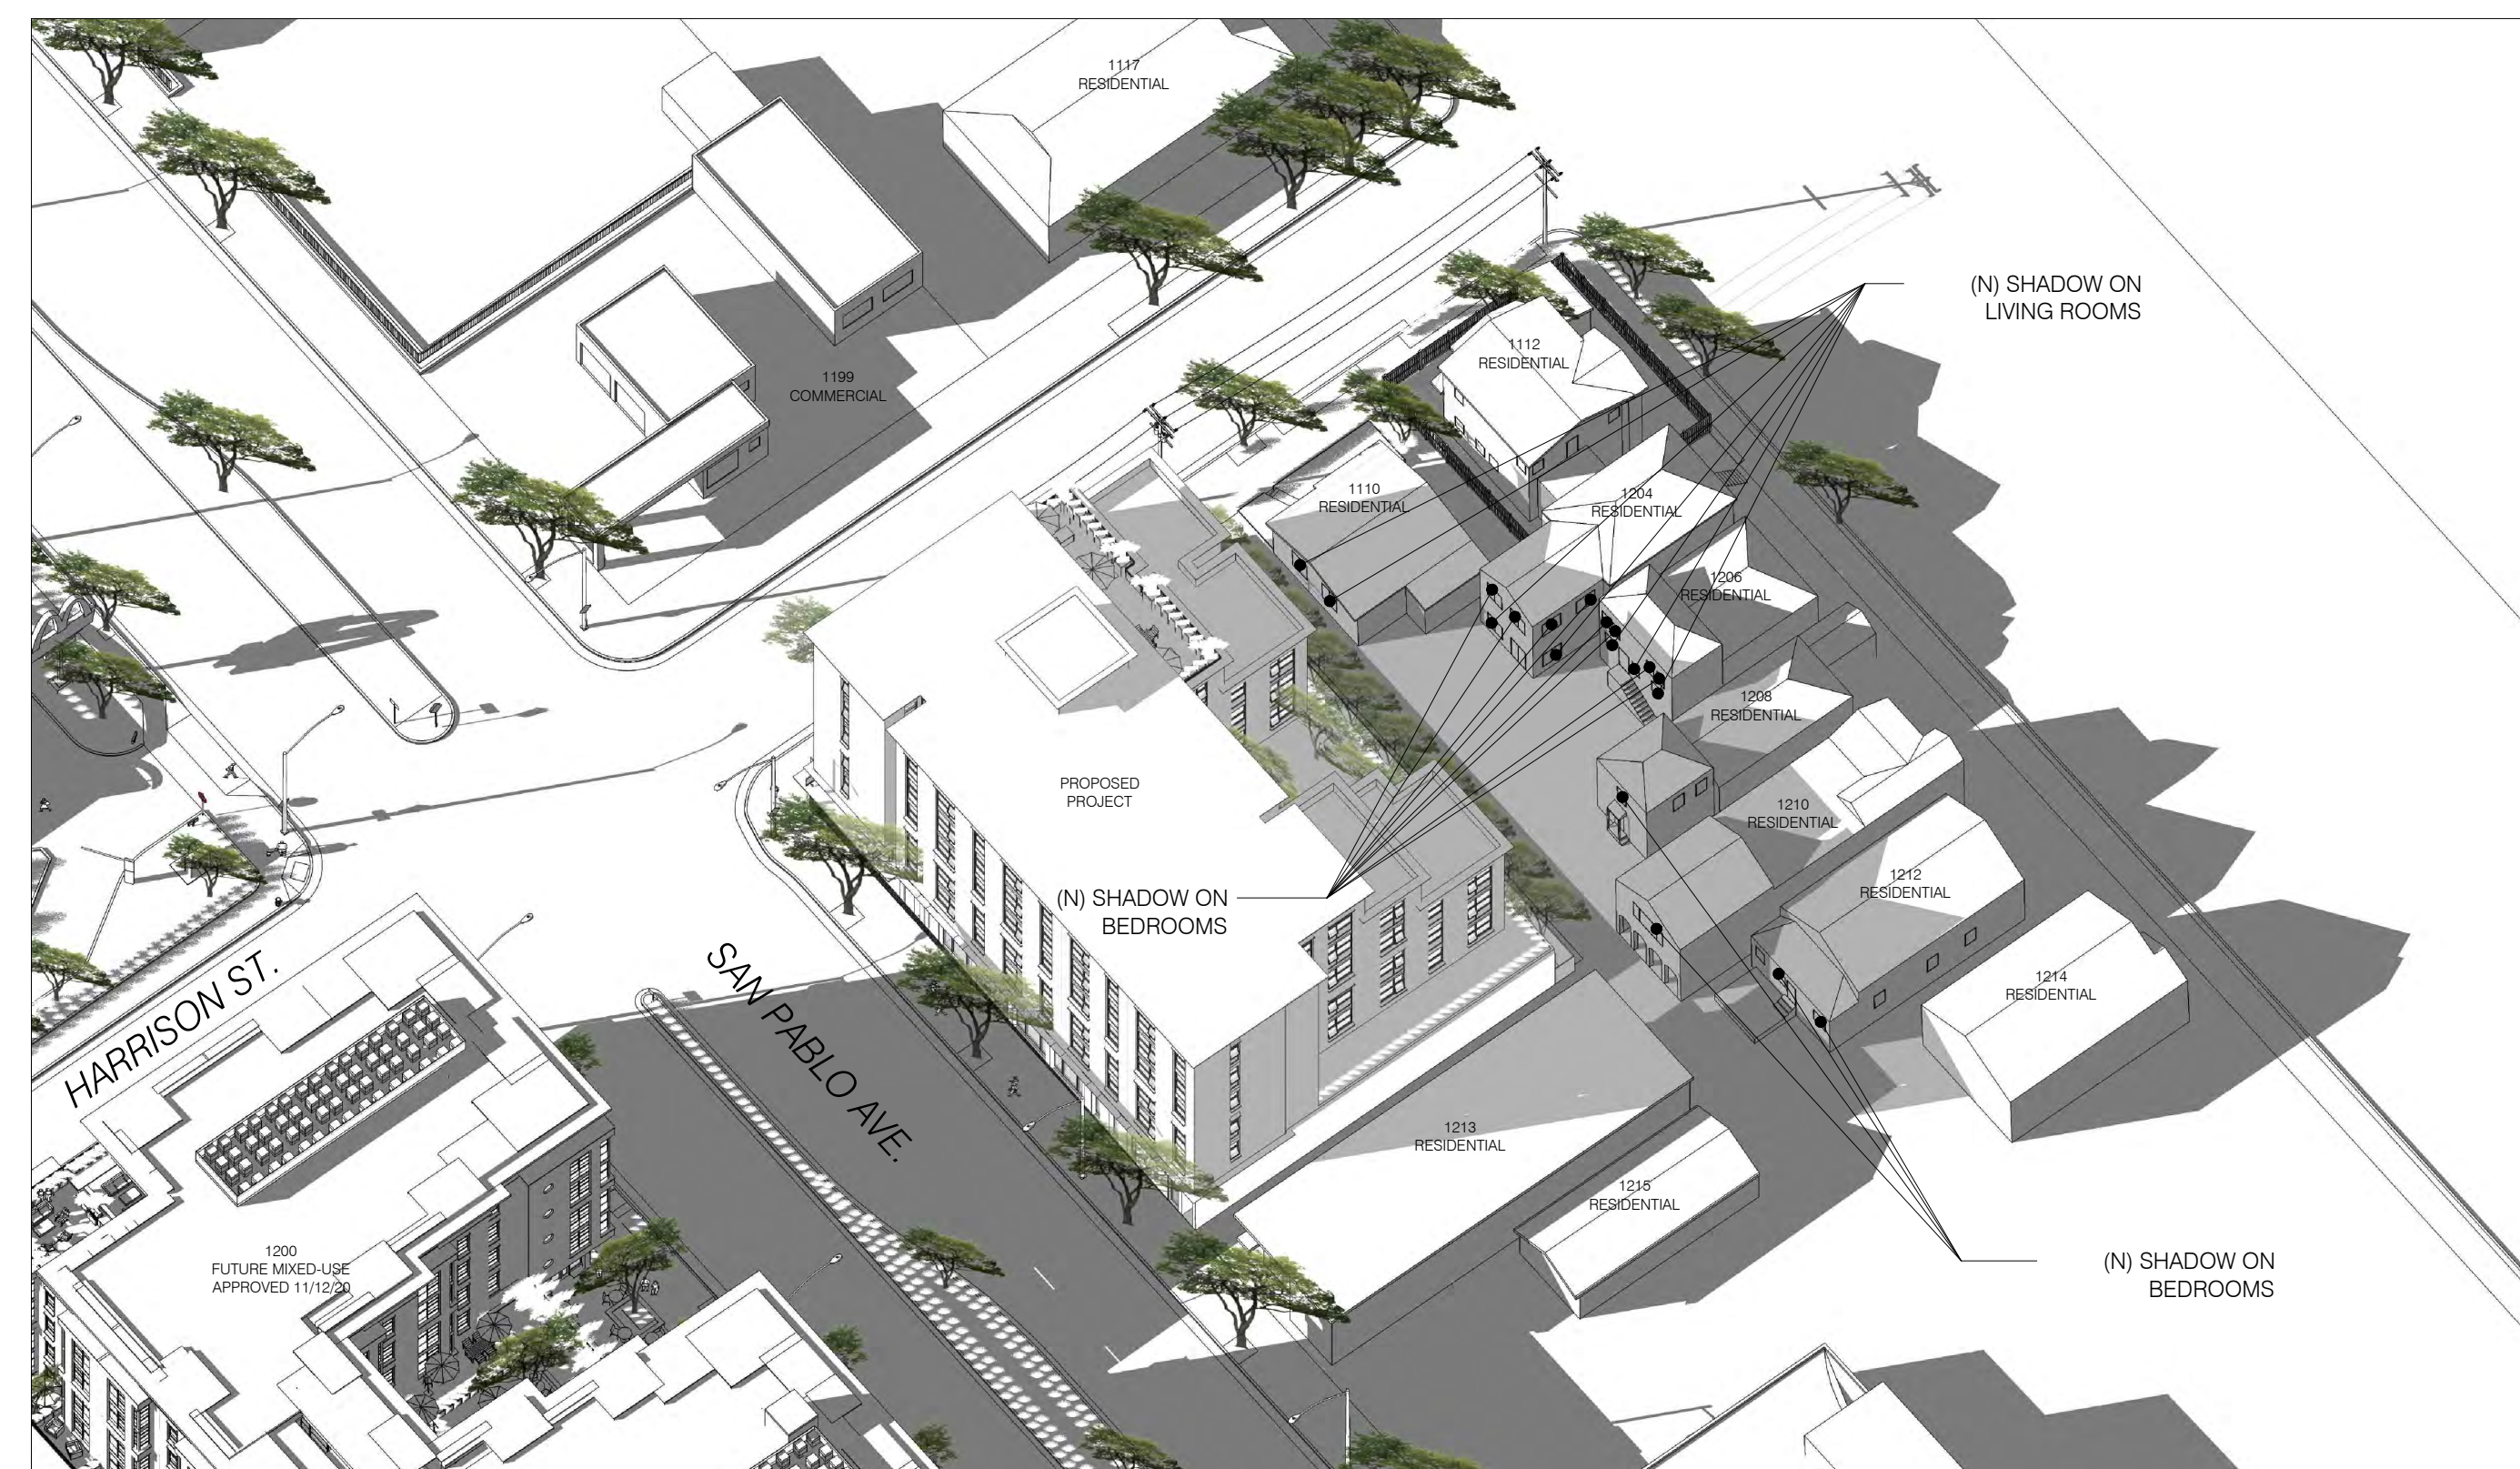 1117
RESIDENTIAL
(N) SHADOW ON
LIVING ROOMS
1112
RESIDENTIAL
1199
COMMERCIAL
1110
RESIDENTIAL
1204
RESIDENTIAL
1206
RESIDENTIAL
1208
RESIDENTIAL
PROPOSED
PROJECT
1210
RESIDENTIAL
1212
RESIDENTIAL
(N) SHADOW ON
BEDROOMS
HARRISON ST.
SAN PABLO AVE.
1214
RESIDENTIAL
1213
RESIDENTIAL
1215
RESIDENTIAL
1200
FUTURE MIXED-USE
APPROVED 11/12/20
(N) SHADOW ON
BEDROOMS